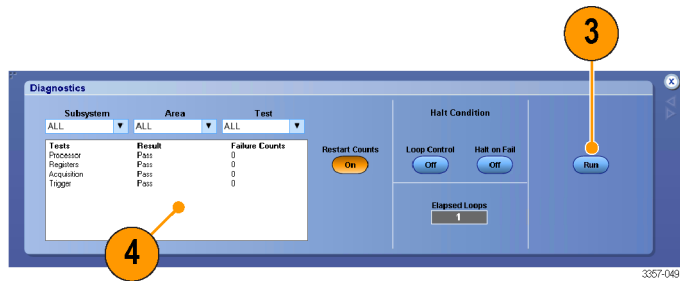 3
Diagnostics
Subsystem Area Test
ALL ALL ALL
Halt Condition
Tests Result Failure Counts
Processor Pass 0
Registers Pass 0
Acquisition Pass 0
Trigger Pass 0
Restart Counts
On
Loop Control Halt on Fail
Off Off
Run
Elapsed Loops
1
4
3357-049